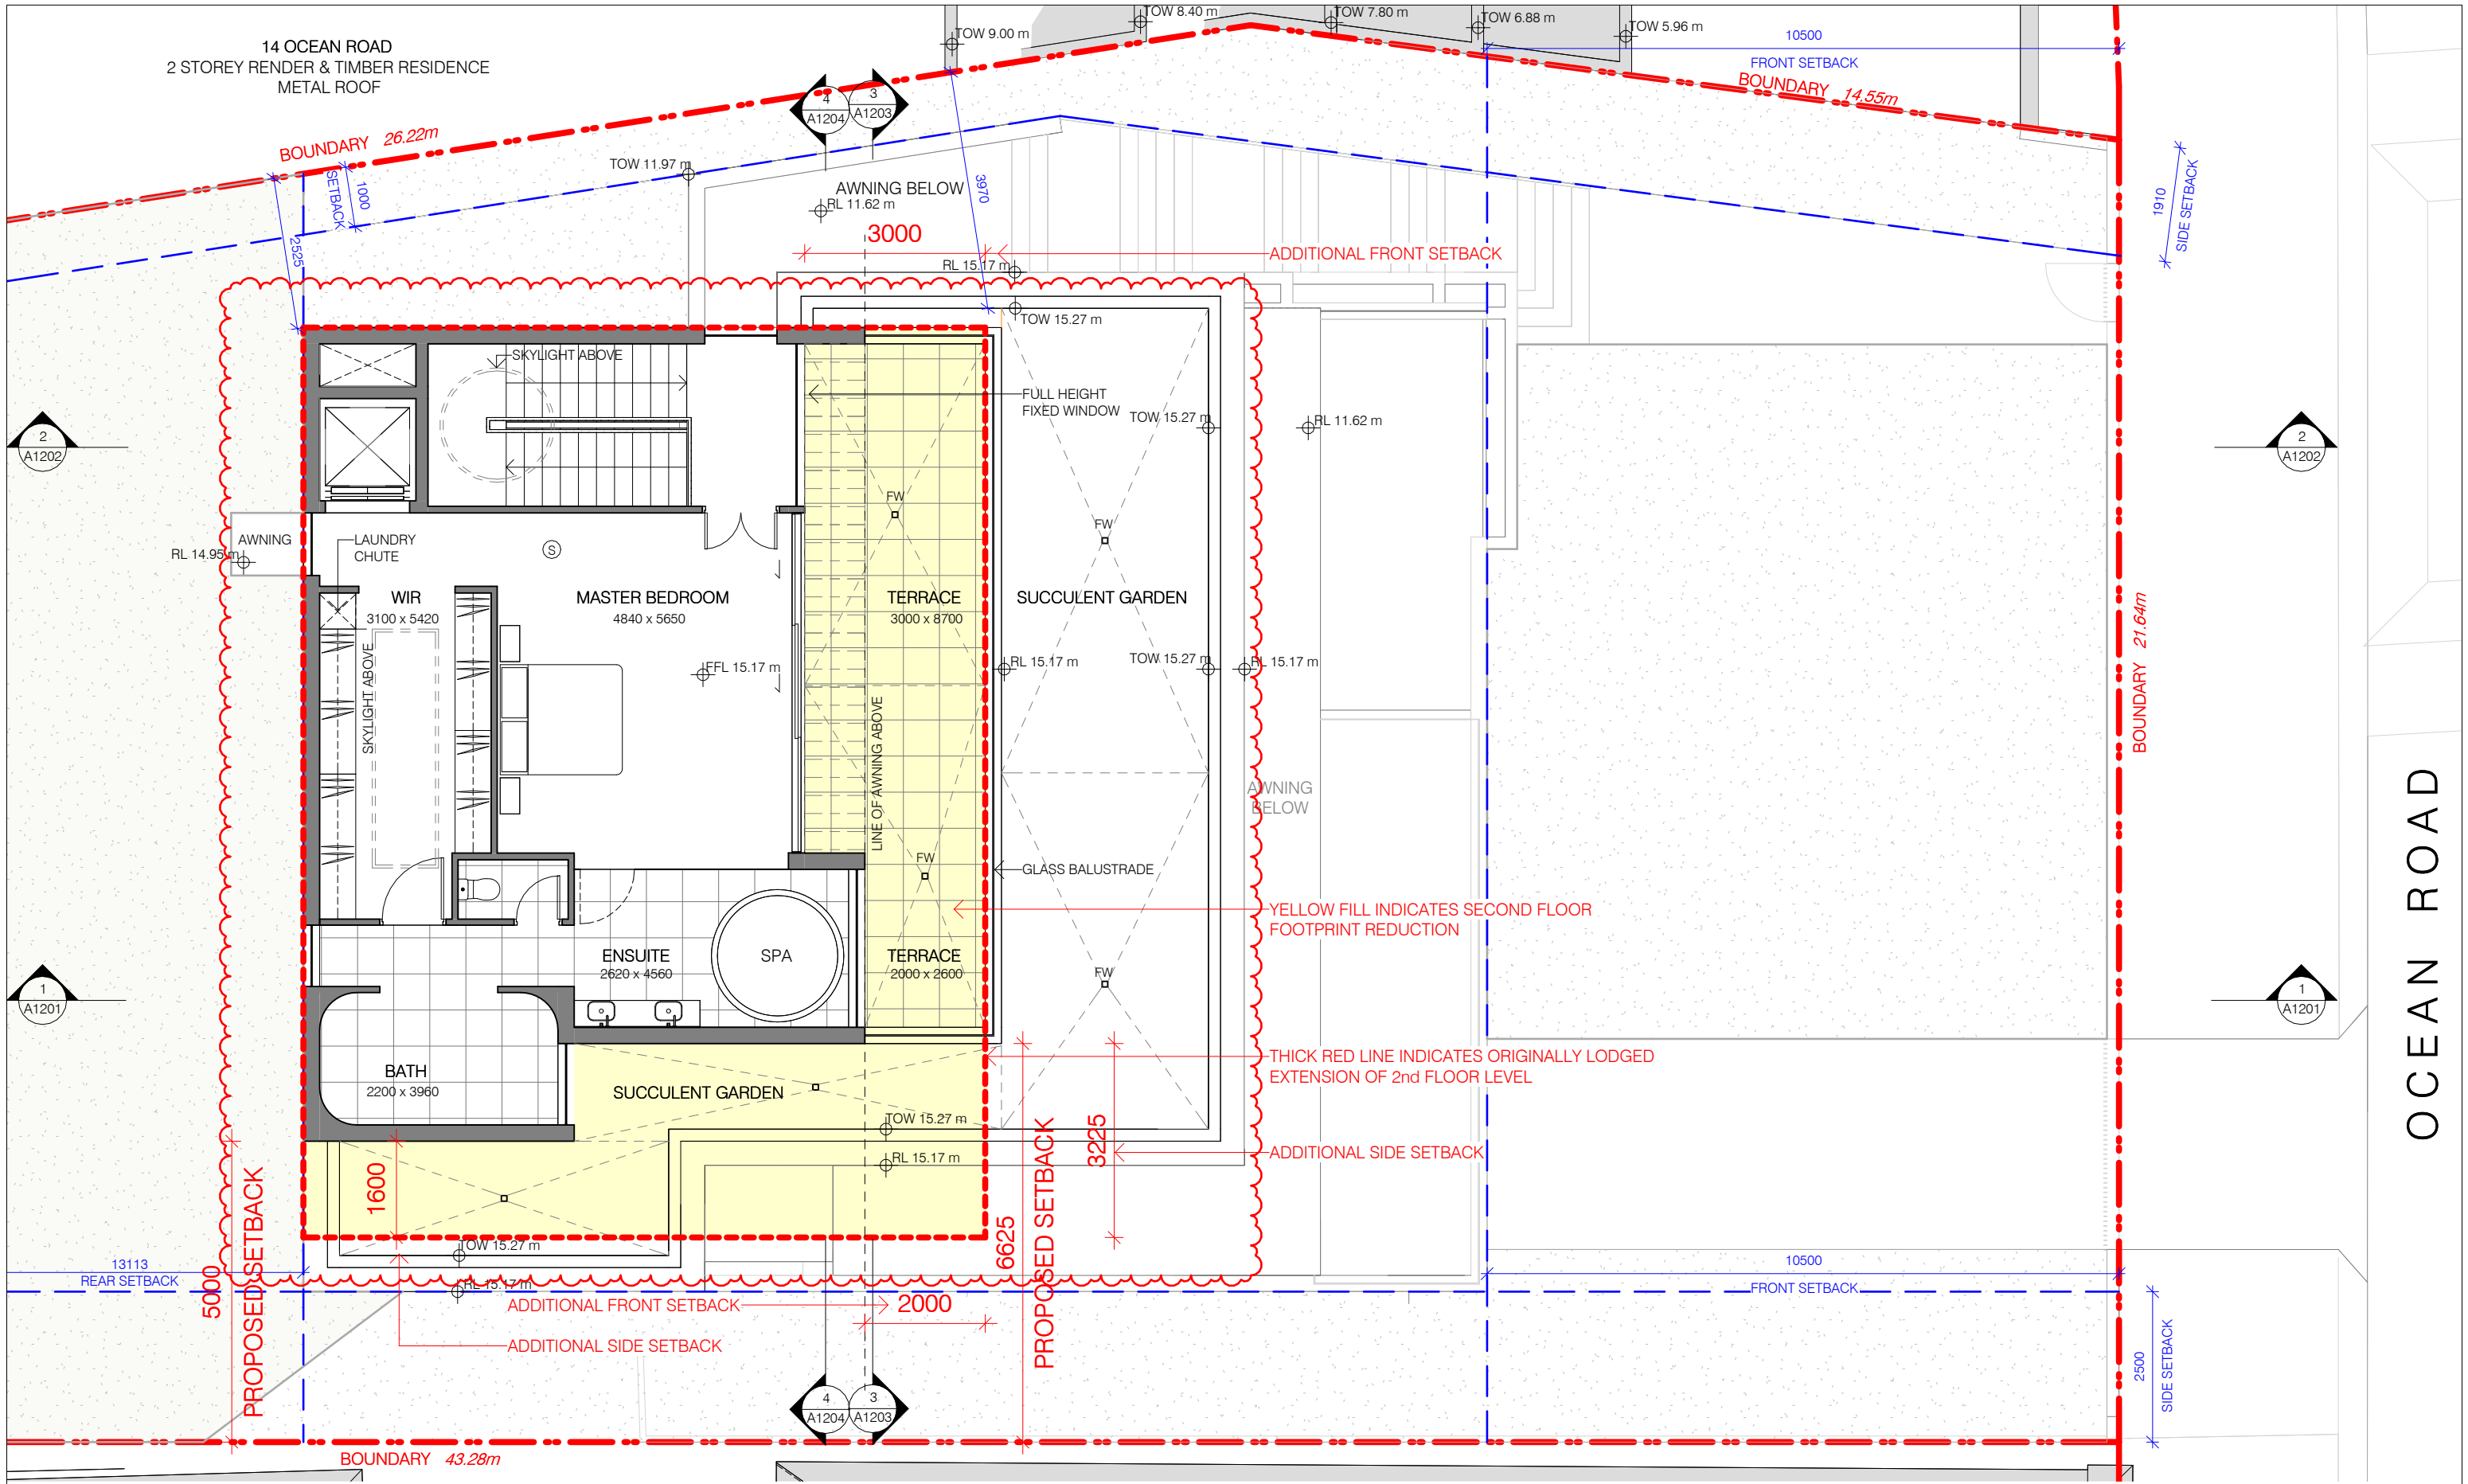 14 OCEAN ROAD
2 STOREY RENDER & TIMBER RESIDENCE
METAL ROOF
TOW 9.00 m
TOW 8.40 m
TOW 7.80 m
TOW 6.88 m
TOW 5.96 m
10500
FRONT SETBACK
BOUNDARY 14.55m
BOUNDARY 26.22m
4
A1204
3
A1203
TOW 11.97 m
1000
SETBACK
2525
AWNING BELOW
RL 11.62 m
3970
3000
ADDITIONAL FRONT SETBACK
1910
SIDE SETBACK
RL 15.17 m
TOW 15.27 m
SKYLIGHT ABOVE
FULL HEIGHT
FIXED WINDOW
TOW 15.27 m
RL 11.62 m
2
A1202
2
A1202
FW
FW
AWNING
RL 14.95 m
LAUNDRY
CHUTE
S
WIR
3100 x 5420
MASTER BEDROOM
4840 x 5650
TERRACE
3000 x 8700
SUCCULENT GARDEN
SKYLIGHT ABOVE
FFL 15.17 m
RL 15.17 m
TOW 15.27 m
RL 15.17 m
BOUNDARY 21.64m
LINE OF AWNING ABOVE
AWNING
BELOW
OCEAN ROAD
FW
GLASS BALUSTRADE
YELLOW FILL INDICATES SECOND FLOOR
FOOTPRINT REDUCTION
ENSUITE
2620 x 4560
SPA
TERRACE
2000 x 2600
FW
1
A1201
1
A1201
THICK RED LINE INDICATES ORIGINALLY LODGED
EXTENSION OF 2nd FLOOR LEVEL
BATH
2200 x 3960
SUCCULENT GARDEN
TOW 15.27 m
RL 15.17 m
3225
ADDITIONAL SIDE SETBACK
1600
6625
PROPOSED SETBACK
5000
PROPOSED SETBACK
TOW 15.27 m
RL 15.17 m
13113
REAR SETBACK
10500
FRONT SETBACK
ADDITIONAL FRONT SETBACK
2000
ADDITIONAL SIDE SETBACK
2500
SIDE SETBACK
4
A1204
3
A1203
BOUNDARY 43.28m